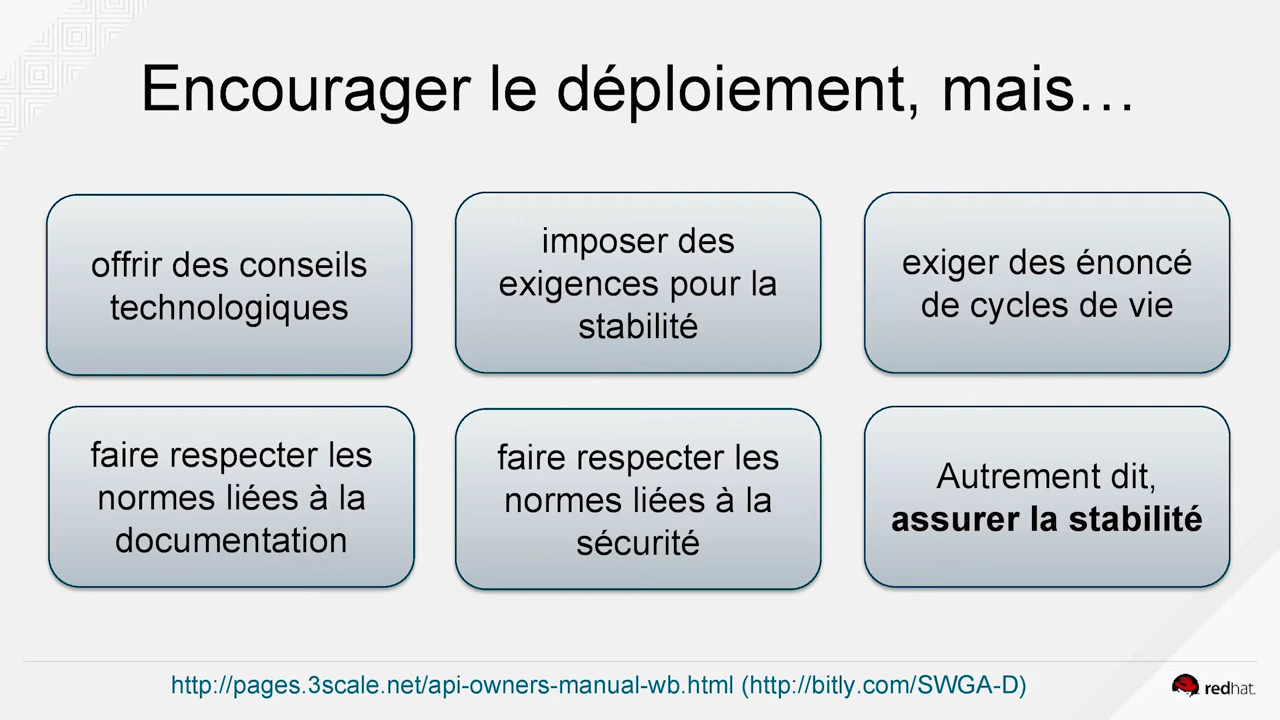 Encourager le déploiement, mais…
offrir des conseils
technologiques
imposer des
exigences pour la
stabilité
exiger des énoncé
de cycles de vie
faire respecter les
normes liées à la
documentation
faire respecter les
normes liées à la
sécurité
Autrement dit,
assurer la stabilité
http://pages.3scale.net/api-owners-manual-wb.html (http://bitly.com/SWGA-D)
redhat.